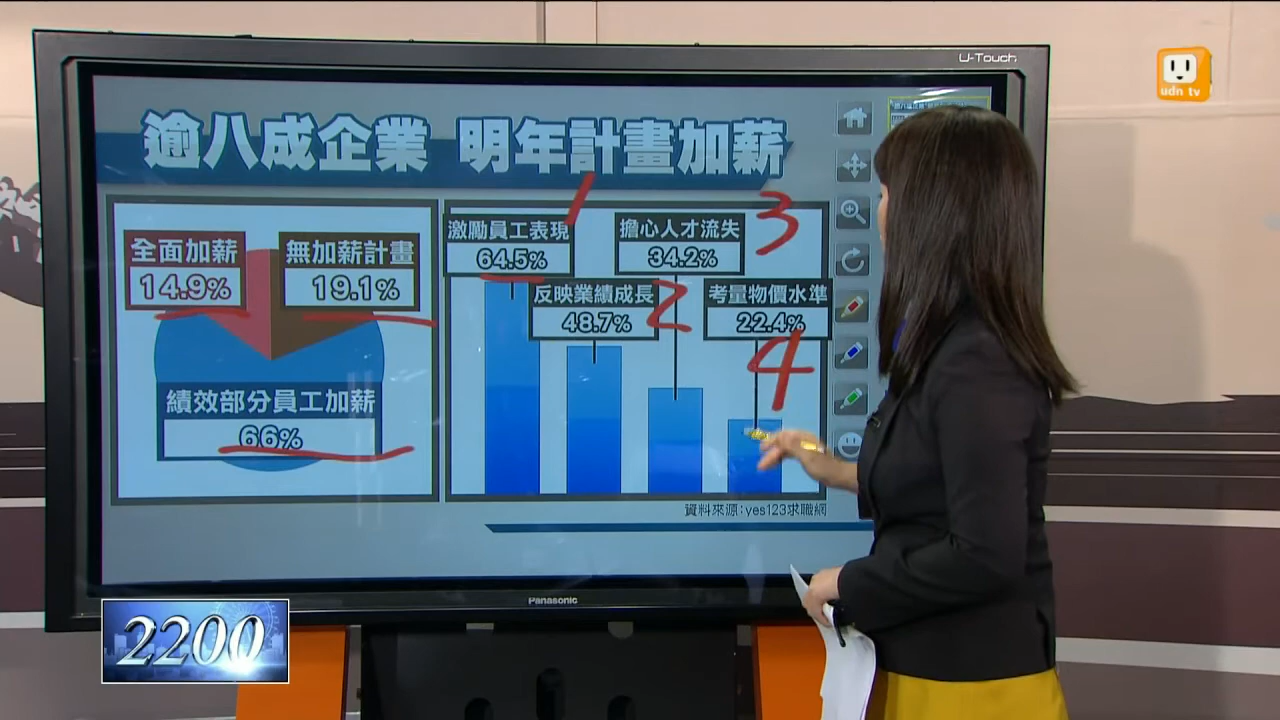 U-Touch
udn tv
逾八成企業 明年計畫加薪
全面加薪
14.9%
無加薪計畫
19.1%
績效部分員工加薪
66%
激勵員工表現
64.5%
1
反映業績成長
48.7%
2
擔心人才流失
34.2%
3
考量物價水準
22.4%
4
資料來源:yes123求職網
Panasonic
2200